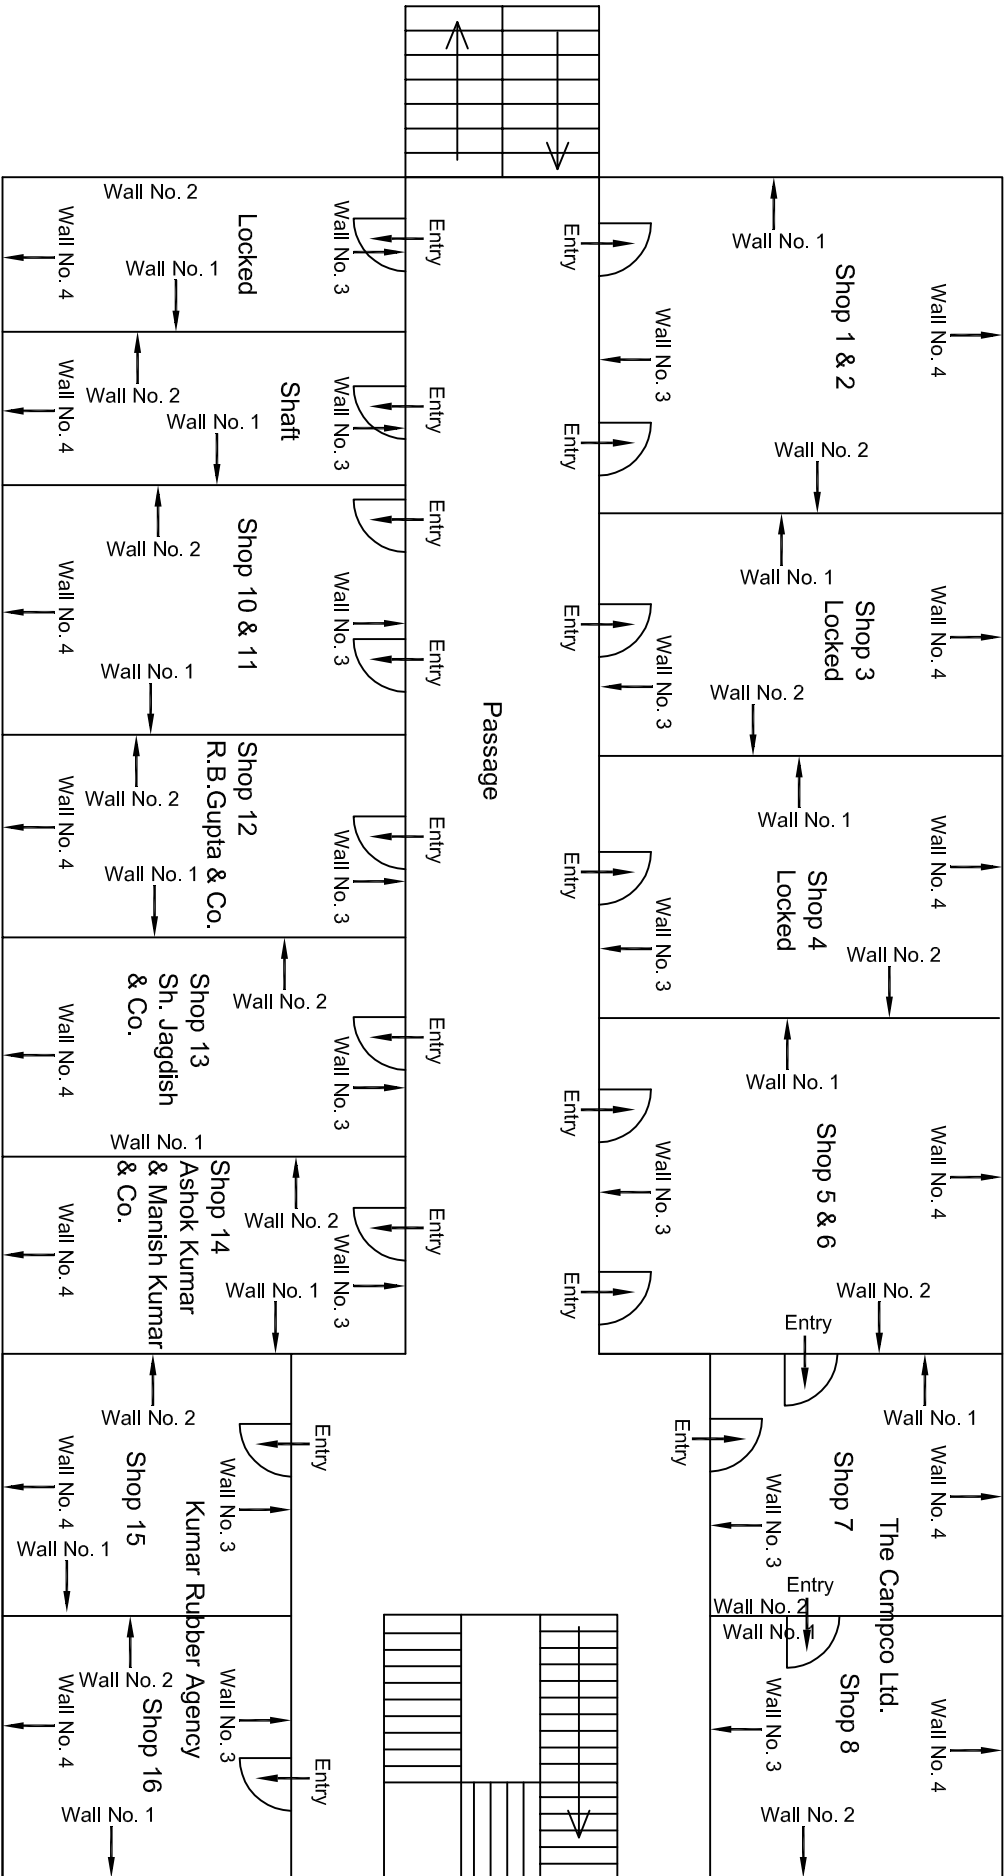 Wall No. 2
Wall No. 4
Wall No. 1
Locked
Wall No. 3
Entry
Wall No. 4
Wall No. 2
Wall No. 1
Shaft
Wall No. 3
Entry
Entry
Wall No. 2
Wall No. 4
Shop 10 & 11
Wall No. 3
Wall No. 1
Entry
Wall No. 2
Wall No. 4
Shop 12
R.B.Gupta & Co.
Wall No. 1
Wall No. 3
Entry
Wall No. 2
Shop 13
Sh. Jagdish
& Co.
Wall No. 4
Wall No. 3
Entry
Wall No. 1
Shop 14
Ashok Kumar
& Manish Kumar
& Co.
Wall No. 2
Wall No. 4
Wall No. 3
Entry
Wall No. 1
Wall No. 2
Shop 15
Wall No. 4
Wall No. 3
Entry
Wall No. 1
Kumar Rubber Agency
Wall No. 2
Shop 16
Wall No. 4
Wall No. 3
Entry
Wall No. 1
Passage
Entry
Wall No. 1
Shop 1 & 2
Wall No. 4
Wall No. 3
Entry
Wall No. 2
Wall No. 1
Shop 3
Locked
Wall No. 4
Entry
Wall No. 3
Wall No. 2
Wall No. 1
Shop 4
Locked
Wall No. 4
Entry
Wall No. 3
Wall No. 2
Wall No. 1
Entry
Shop 5 & 6
Wall No. 4
Wall No. 3
Entry
Wall No. 2
Entry
Wall No. 1
Entry
Shop 7
Wall No. 4
Wall No. 3
The Campco Ltd.
Entry
Wall No. 2
Wall No. 1
Shop 8
Wall No. 3
Wall No. 4
Wall No. 2